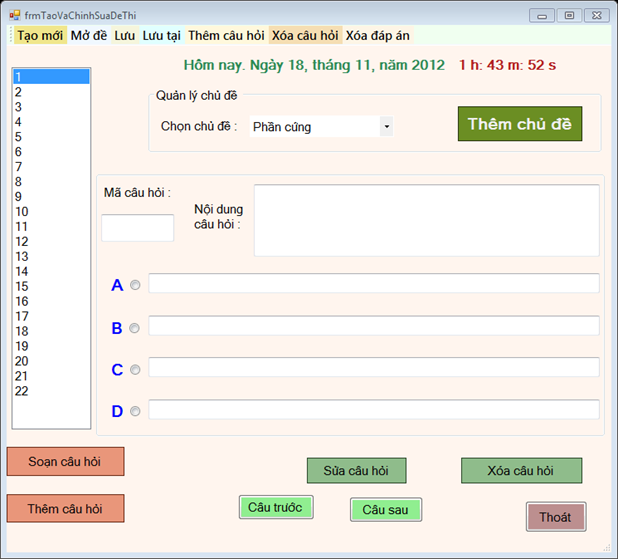 frmTaoVaChinhSuaDeThi
Tạo mới Mở đề Lưu Lưu tại Thêm câu hỏi Xóa câu hỏi Xóa đáp án
Hôm nay. Ngày 18, tháng 11, năm 2012 1 h: 43 m: 52 s
Quản lý chủ đề
Chọn chủ đề : Phần cứng
Thêm chủ đề
1
2
3
4
5
6
7
8
9
10
11
12
13
14
15
16
17
18
19
20
21
22
Mã câu hỏi :
Nội dung
câu hỏi :
A
B
C
D
Soạn câu hỏi
Sửa câu hỏi
Xóa câu hỏi
Thêm câu hỏi
Câu trước
Câu sau
Thoát